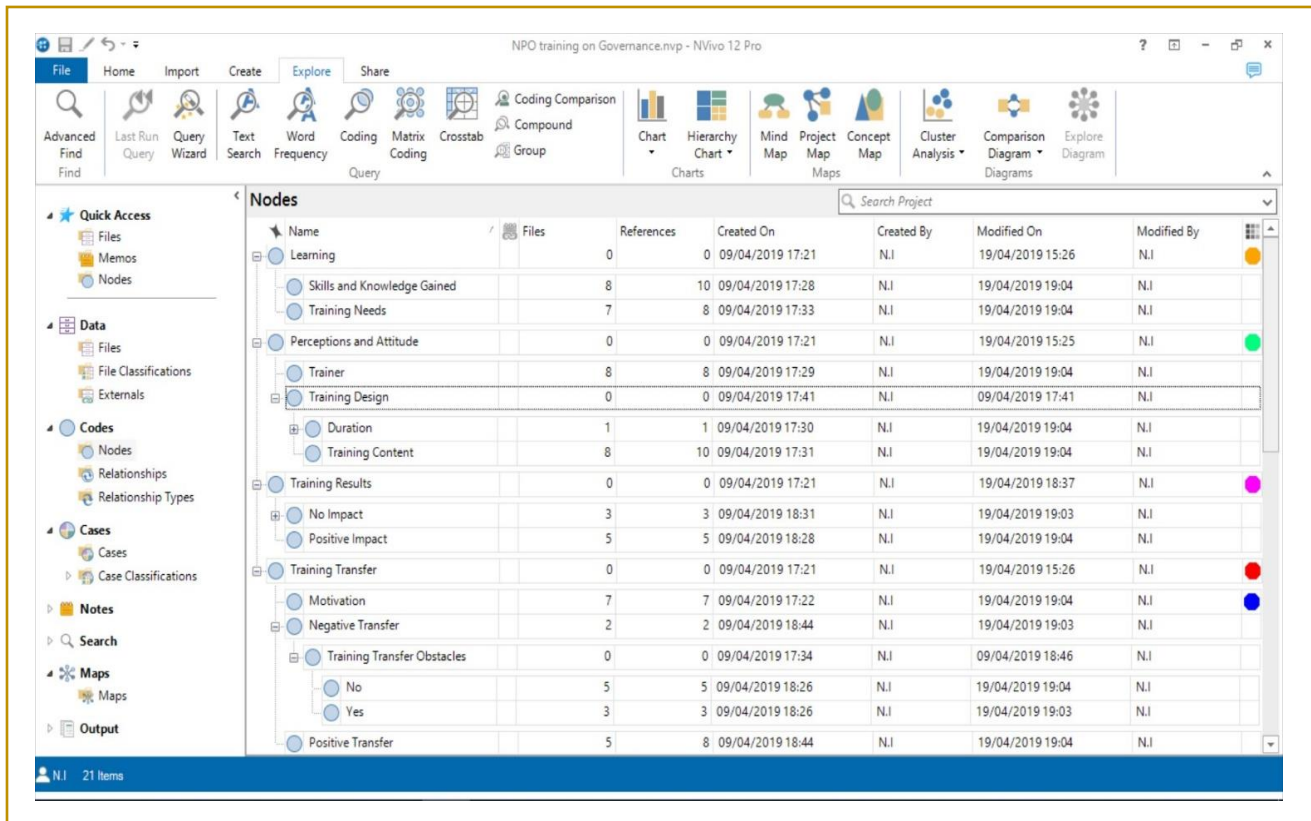 NPO training on Governance.nvp - NVivo 12 Pro
File Home Import Create Explore Share
Advanced Find
Last Run Query
Query Wizard
Text Search
Word Frequency
Coding
Matrix Coding
Crosstab
Coding Comparison
Compound
Group
Chart
Hierarchy Chart
Mind Map
Project Map
Concept Map
Cluster Analysis
Comparison Diagram
Explore Diagram
Find Query Charts Maps Diagrams
Quick Access
Files
Memos
Nodes
Data
Files
File Classifications
Externals
Codes
Nodes
Relationships
Relationship Types
Cases
Cases
Case Classifications
Notes
Search
Maps
Maps
Output
Nodes
Search Project
Name Files References Created On Created By Modified On Modified By
Learning 0 0 09/04/2019 17:21 N.I 19/04/2019 15:26 N.I
Skills and Knowledge Gained 8 10 09/04/2019 17:28 N.I 19/04/2019 19:04 N.I
Training Needs 7 8 09/04/2019 17:33 N.I 19/04/2019 19:04 N.I
Perceptions and Attitude 0 0 09/04/2019 17:21 N.I 19/04/2019 15:25 N.I
Trainer 8 8 09/04/2019 17:29 N.I 19/04/2019 19:04 N.I
Training Design 0 0 09/04/2019 17:41 N.I 09/04/2019 17:41 N.I
Duration 1 1 09/04/2019 17:30 N.I 19/04/2019 19:04 N.I
Training Content 8 10 09/04/2019 17:31 N.I 19/04/2019 19:04 N.I
Training Results 0 0 09/04/2019 17:21 N.I 19/04/2019 18:37 N.I
No Impact 3 3 09/04/2019 18:31 N.I 19/04/2019 19:03 N.I
Positive Impact 5 5 09/04/2019 18:28 N.I 19/04/2019 19:04 N.I
Training Transfer 0 0 09/04/2019 17:21 N.I 19/04/2019 15:26 N.I
Motivation 7 7 09/04/2019 17:22 N.I 19/04/2019 19:04 N.I
Negative Transfer 2 2 09/04/2019 18:44 N.I 19/04/2019 19:03 N.I
Training Transfer Obstacles 0 0 09/04/2019 17:34 N.I 09/04/2019 18:46 N.I
No 5 5 09/04/2019 18:26 N.I 19/04/2019 19:04 N.I
Yes 3 3 09/04/2019 18:26 N.I 19/04/2019 19:03 N.I
Positive Transfer 5 8 09/04/2019 18:44 N.I 19/04/2019 19:04 N.I
N.I 21 Items